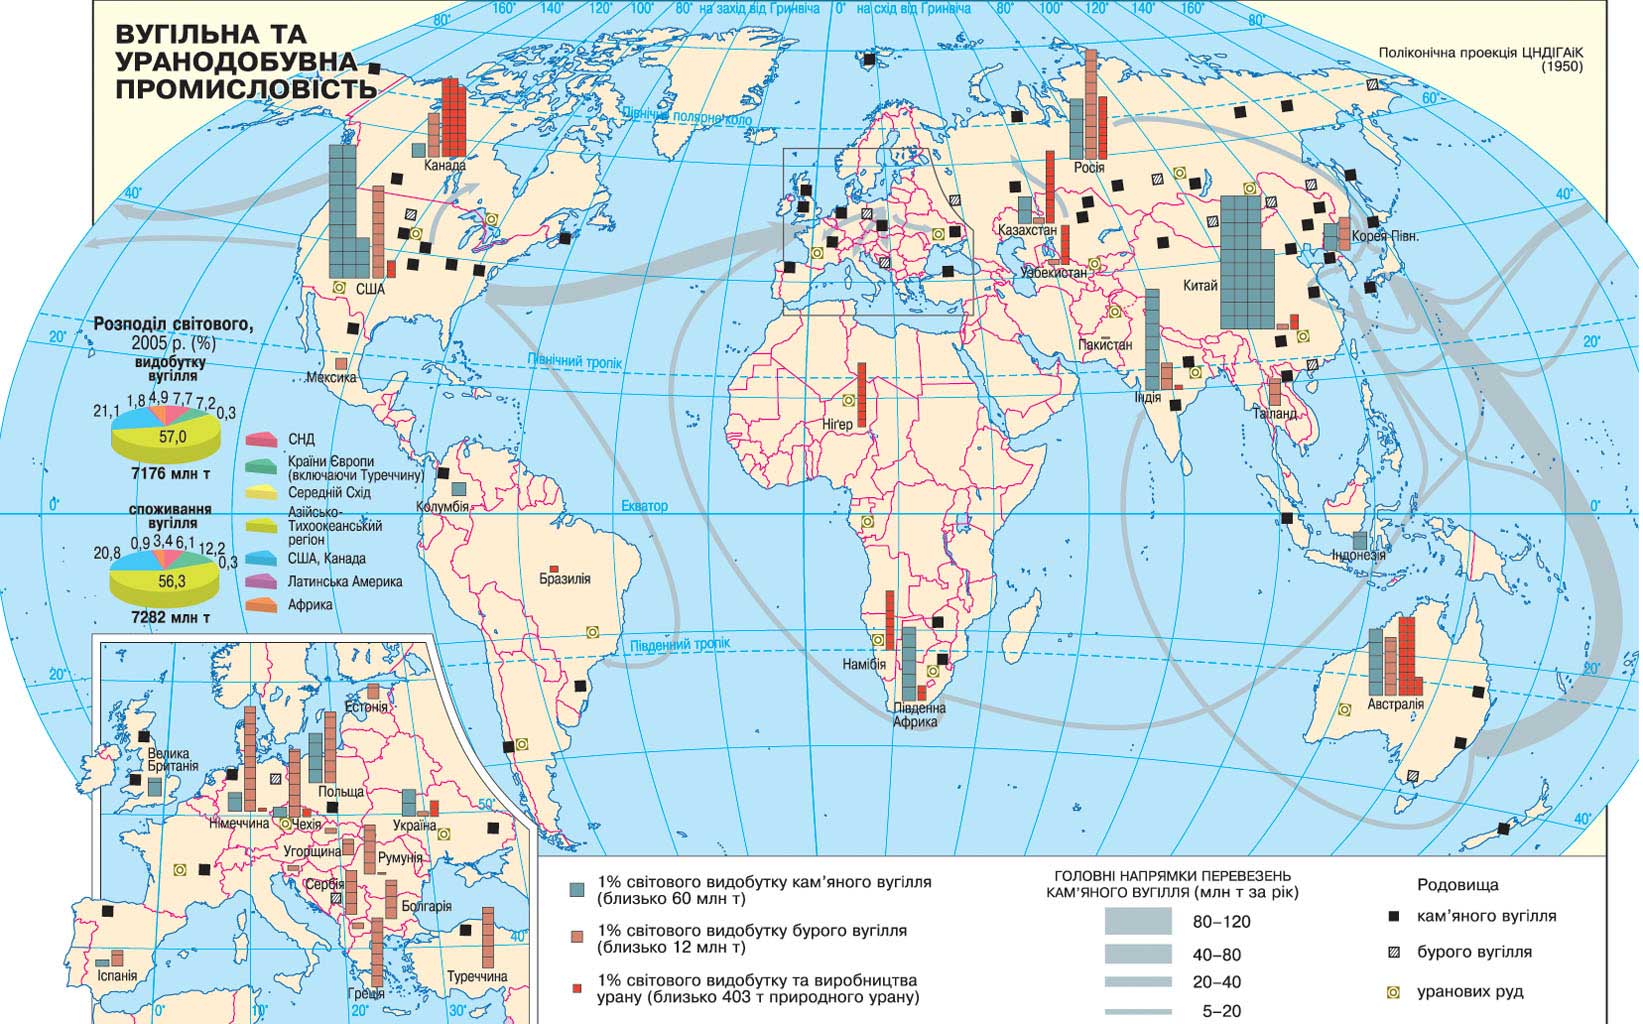 160° 140° 120° 100° 80° на захід від Гринвіча 0° на схід від Гринвіча 80° 100° 120° 140° 160°
80°
80°
ВУГІЛЬНА ТА
УРАНОДОБУВНА
ПРОМИСЛОВІСТЬ
Поліконічна проекція ЦНДІГАіК
(1950)
60°
Північне полярне коло
Канада
Росія
40°
40°
Казахстан
Корея Півн.
Узбекистан
США
Китай
20°
20°
Північний тропік
Пакистан
Мексика
Індія
Таїланд
Нігер
Розподіл світового,
2005 р. (%)
видобутку
вугілля
21,1 1,8 4,9 7,7 7,2 0,3
57,0
7176 млн т
споживання
вугілля
20,8 0,9 3,4 6,1 12,2 0,3
56,3
7282 млн т
СНД
Країни Європи
(включаючи Туреччину)
Середній Схід
Азійсько-
Тихоокеанський
регіон
США, Канада
Латинська Америка
Африка
Колумбія
0°
Екватор
0°
Індонезія
Бразилія
Південний тропік
20°
20°
Намібія
Південна
Африка
Австралія
40°
Естонія
Велика
Британія
Польща
50°
Німеччина
Чехія
Україна
Угорщина
Румунія
Сербія
Болгарія
40°
Іспанія
Туреччина
Греція
0°
10°
20°
30°
1% світового видобутку кам’яного вугілля
(близько 60 млн т)
1% світового видобутку бурого вугілля
(близько 12 млн т)
1% світового видобутку та виробництва
урану (близько 403 т природного урану)
ГОЛОВНІ НАПРЯМКИ ПЕРЕВЕЗЕНЬ
КАМ’ЯНОГО ВУГІЛЛЯ (млн т за рік)
80–120
40–80
20–40
5–20
Родовища
кам’яного вугілля
бурого вугілля
уранових руд